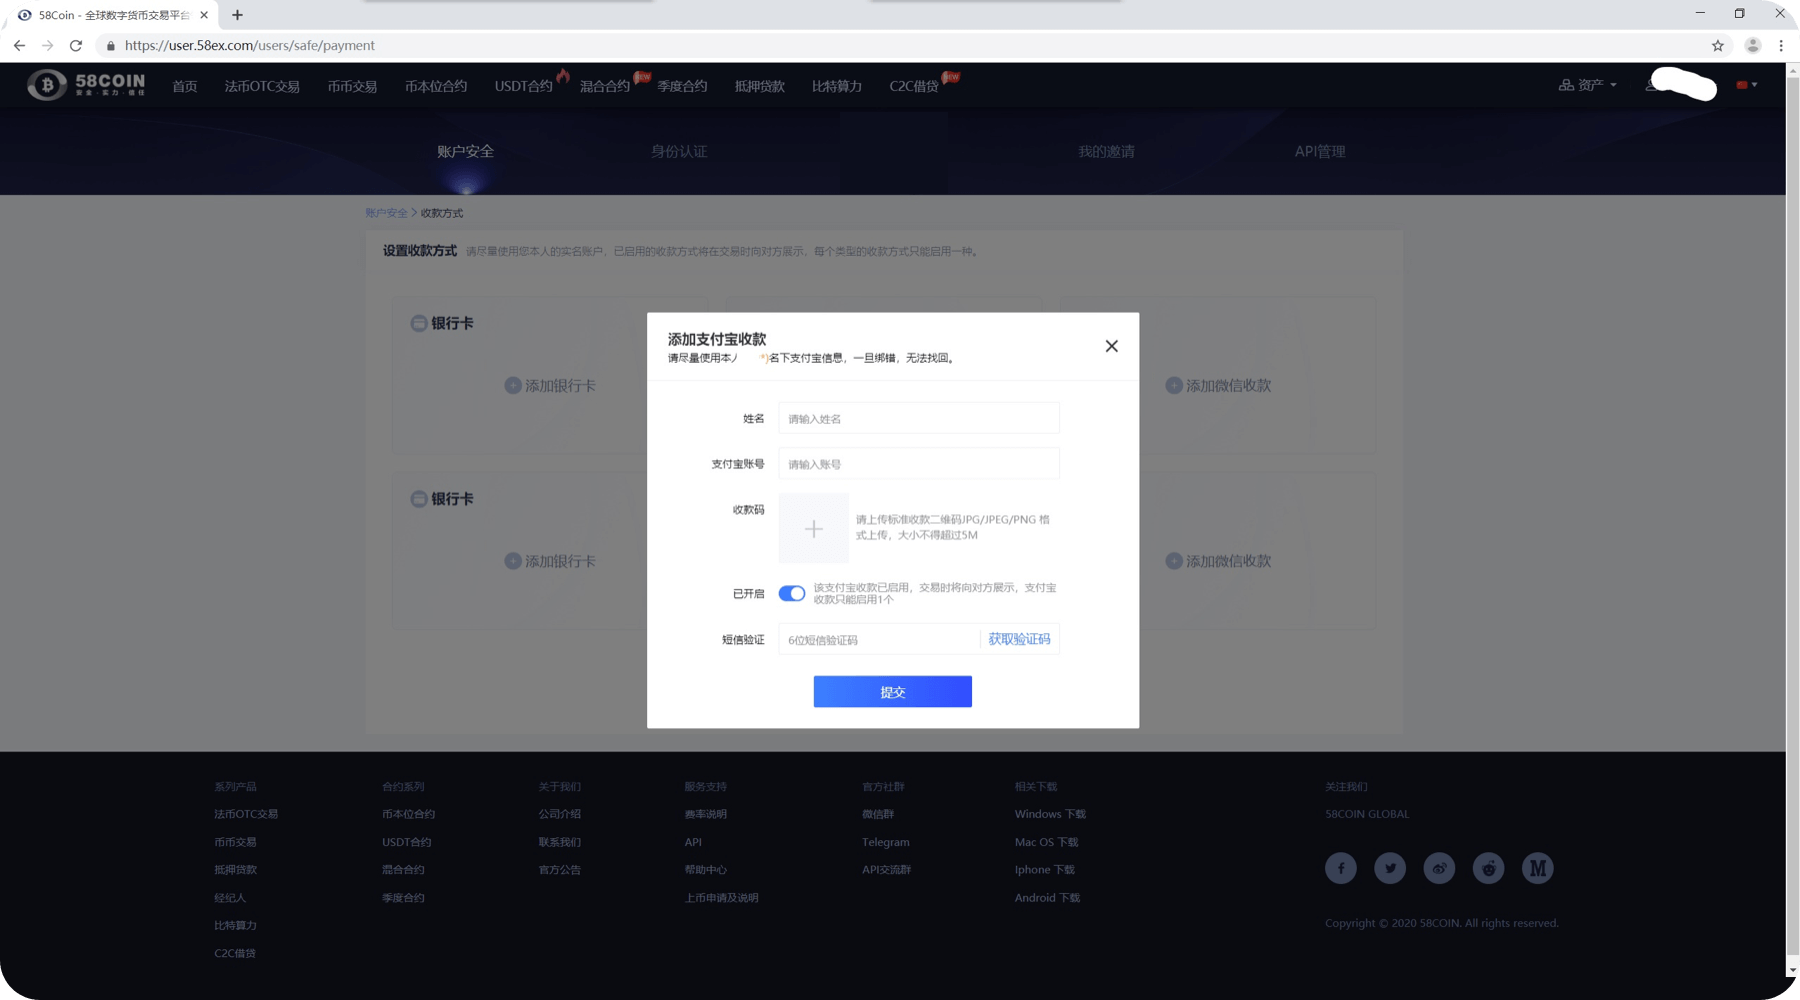 58Coin - 全球数字货币交易平台
https://user.58ex.com/users/safe/payment
58COIN
安全·实力·信任
首页 法币OTC交易 币币交易 币本位合约 USDT合约 混合合约 NEW 季度合约 抵押贷款 比特算力 C2C借贷 NEW 资产
账户安全 身份认证 我的邀请 API管理
账户安全 > 收款方式
设置收款方式 请尽量使用您本人的实名账户，已启用的收款方式将在交易时向对方展示，每个类型的收款方式只能启用一种。
银行卡
添加银行卡
添加微信收款
银行卡
添加银行卡
添加微信收款
添加支付宝收款
请尽量使用本人 *)名下支付宝信息，一旦绑错，无法找回。
姓名 请输入姓名
支付宝账号 请输入账号
收款码 请上传标准收款二维码JPG/JPEG/PNG 格
式上传，大小不得超过5M
已开启 该支付宝收款已启用，交易时将向对方展示，支付宝
收款只能启用1个
短信验证 6位短信验证码 获取验证码
提交
系列产品 合约系列 关于我们 服务支持 官方社群 相关下载 关注我们
法币OTC交易 币本位合约 公司介绍 费率说明 微信群 Windows 下载 58COIN GLOBAL
币币交易 USDT合约 联系我们 API Telegram Mac OS 下载
抵押贷款 混合合约 官方公告 帮助中心 API交流群 Iphone 下载
经纪人 季度合约 上币申请及说明 Android 下载
比特算力
C2C借贷
Copyright © 2020 58COIN. All rights reserved.